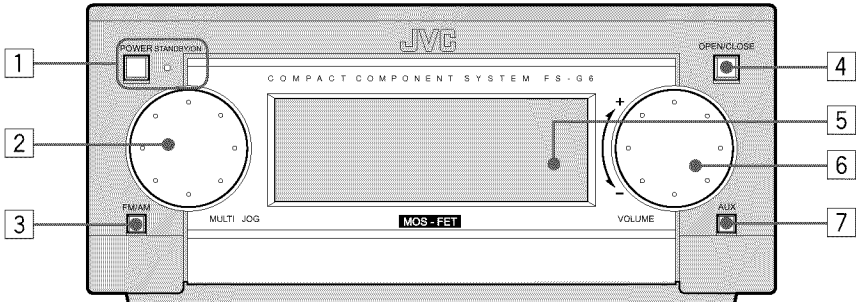 JVC
POWER STANDBY/ON
OPEN/CLOSE
1
4
COMPACT COMPONENT SYSTEM FS-G6
+
5
2
6
−
FM/AM
AUX
3
MULTI JOG
MOS-FET
VOLUME
7